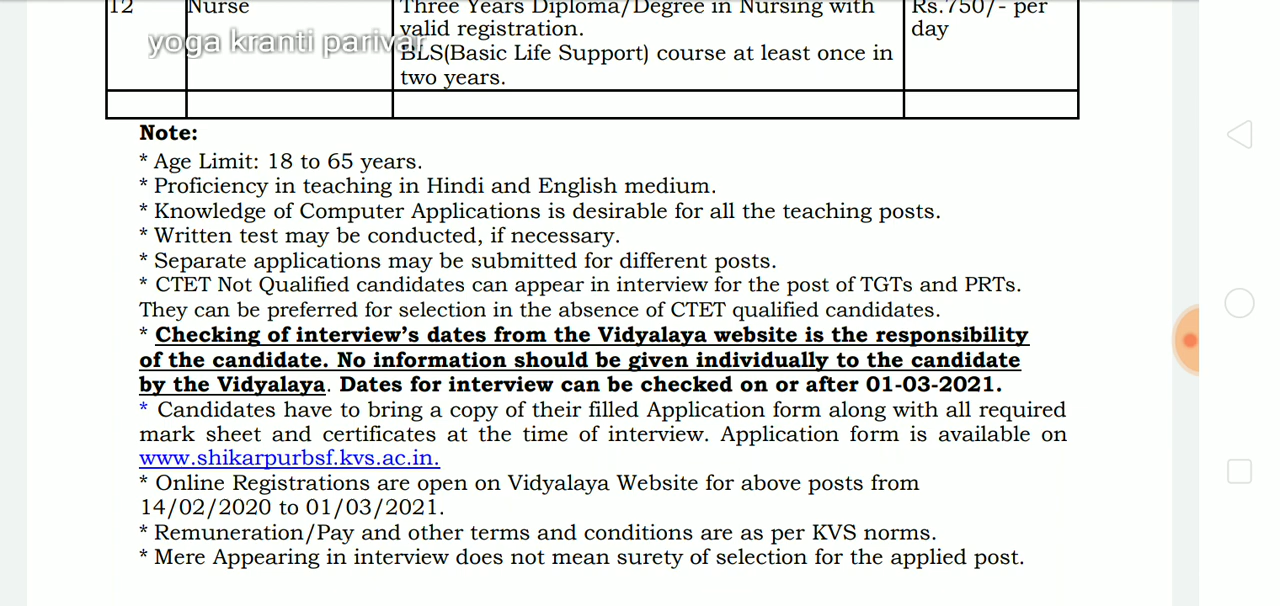 12 Nurse Three Years Diploma/Degree in Nursing with Rs.750/- per
valid registration. day
yoga kranti parivar
BLS(Basic Life Support) course at least once in
two years.
Note:
* Age Limit: 18 to 65 years.
* Proficiency in teaching in Hindi and English medium.
* Knowledge of Computer Applications is desirable for all the teaching posts.
* Written test may be conducted, if necessary.
* Separate applications may be submitted for different posts.
* CTET Not Qualified candidates can appear in interview for the post of TGTs and PRTs.
They can be preferred for selection in the absence of CTET qualified candidates.
* Checking of interview's dates from the Vidyalaya website is the responsibility
of the candidate. No information should be given individually to the candidate
by the Vidyalaya. Dates for interview can be checked on or after 01-03-2021.
* Candidates have to bring a copy of their filled Application form along with all required
mark sheet and certificates at the time of interview. Application form is available on
www.shikarpurbsf.kvs.ac.in.
* Online Registrations are open on Vidyalaya Website for above posts from
14/02/2020 to 01/03/2021.
* Remuneration/Pay and other terms and conditions are as per KVS norms.
* Mere Appearing in interview does not mean surety of selection for the applied post.